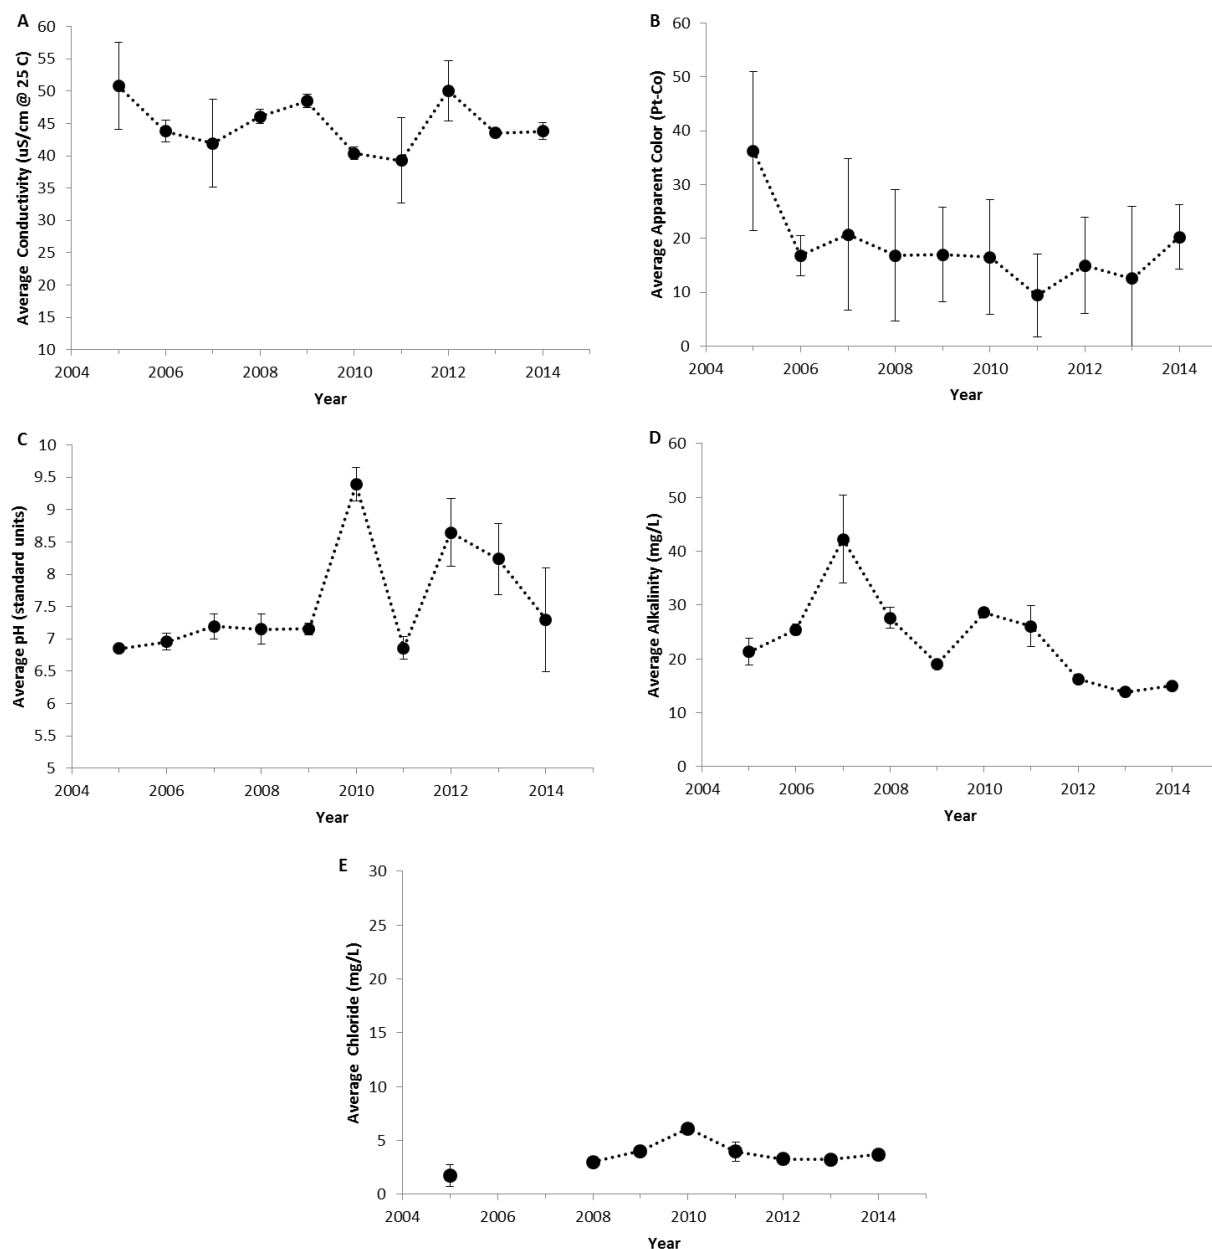 A
60
55
50
45
40
35
30
25
20
15
10
Average Conductivity (uS/cm @ 25 C)
2004 2006 2008 2010 2012 2014
Year
B
60
50
40
30
20
10
0
Average Apparent Color (Pt-Co)
2004 2006 2008 2010 2012 2014
Year
C
10
9.5
9
8.5
8
7.5
7
6.5
6
5.5
5
Average pH (standard units)
2004 2006 2008 2010 2012 2014
Year
D
60
50
40
30
20
10
0
Average Alkalinity (mg/L)
2004 2006 2008 2010 2012 2014
Year
E
30
25
20
15
10
5
0
Average Chloride (mg/L)
2004 2006 2008 2010 2012 2014
Year